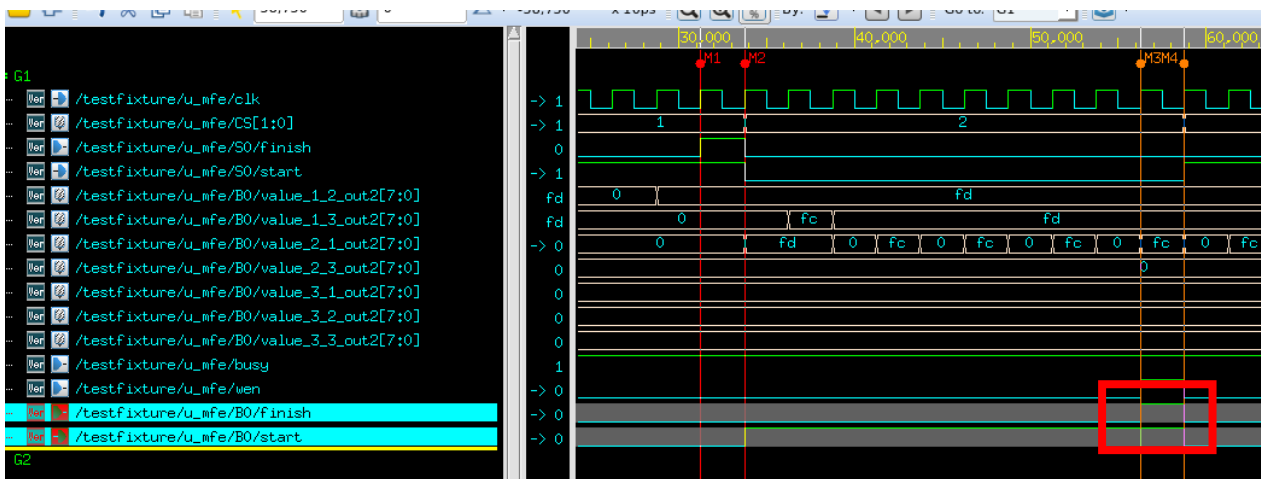 0
x 10ps By: Go to: G1
30,000 40,000 50,000 60,000
M1 M2 M3M4
G1
/testfixture/u_mfe/clk -> 1
/testfixture/u_mfe/CS[1:0] -> 1 1 2
/testfixture/u_mfe/S0/finish 0
/testfixture/u_mfe/S0/start -> 1
/testfixture/u_mfe/B0/value_1_2_out2[7:0] fd 0 fd
/testfixture/u_mfe/B0/value_1_3_out2[7:0] fd 0 fc fd
/testfixture/u_mfe/B0/value_2_1_out2[7:0] -> 0 0 fd 0 fc 0 fc 0 fc 0 fc 0 fc
/testfixture/u_mfe/B0/value_2_3_out2[7:0] 0 0
/testfixture/u_mfe/B0/value_3_1_out2[7:0] 0
/testfixture/u_mfe/B0/value_3_2_out2[7:0] 0
/testfixture/u_mfe/B0/value_3_3_out2[7:0] 0
/testfixture/u_mfe/busy 1
/testfixture/u_mfe/wen -> 0
/testfixture/u_mfe/B0/finish -> 0
/testfixture/u_mfe/B0/start -> 0
G2